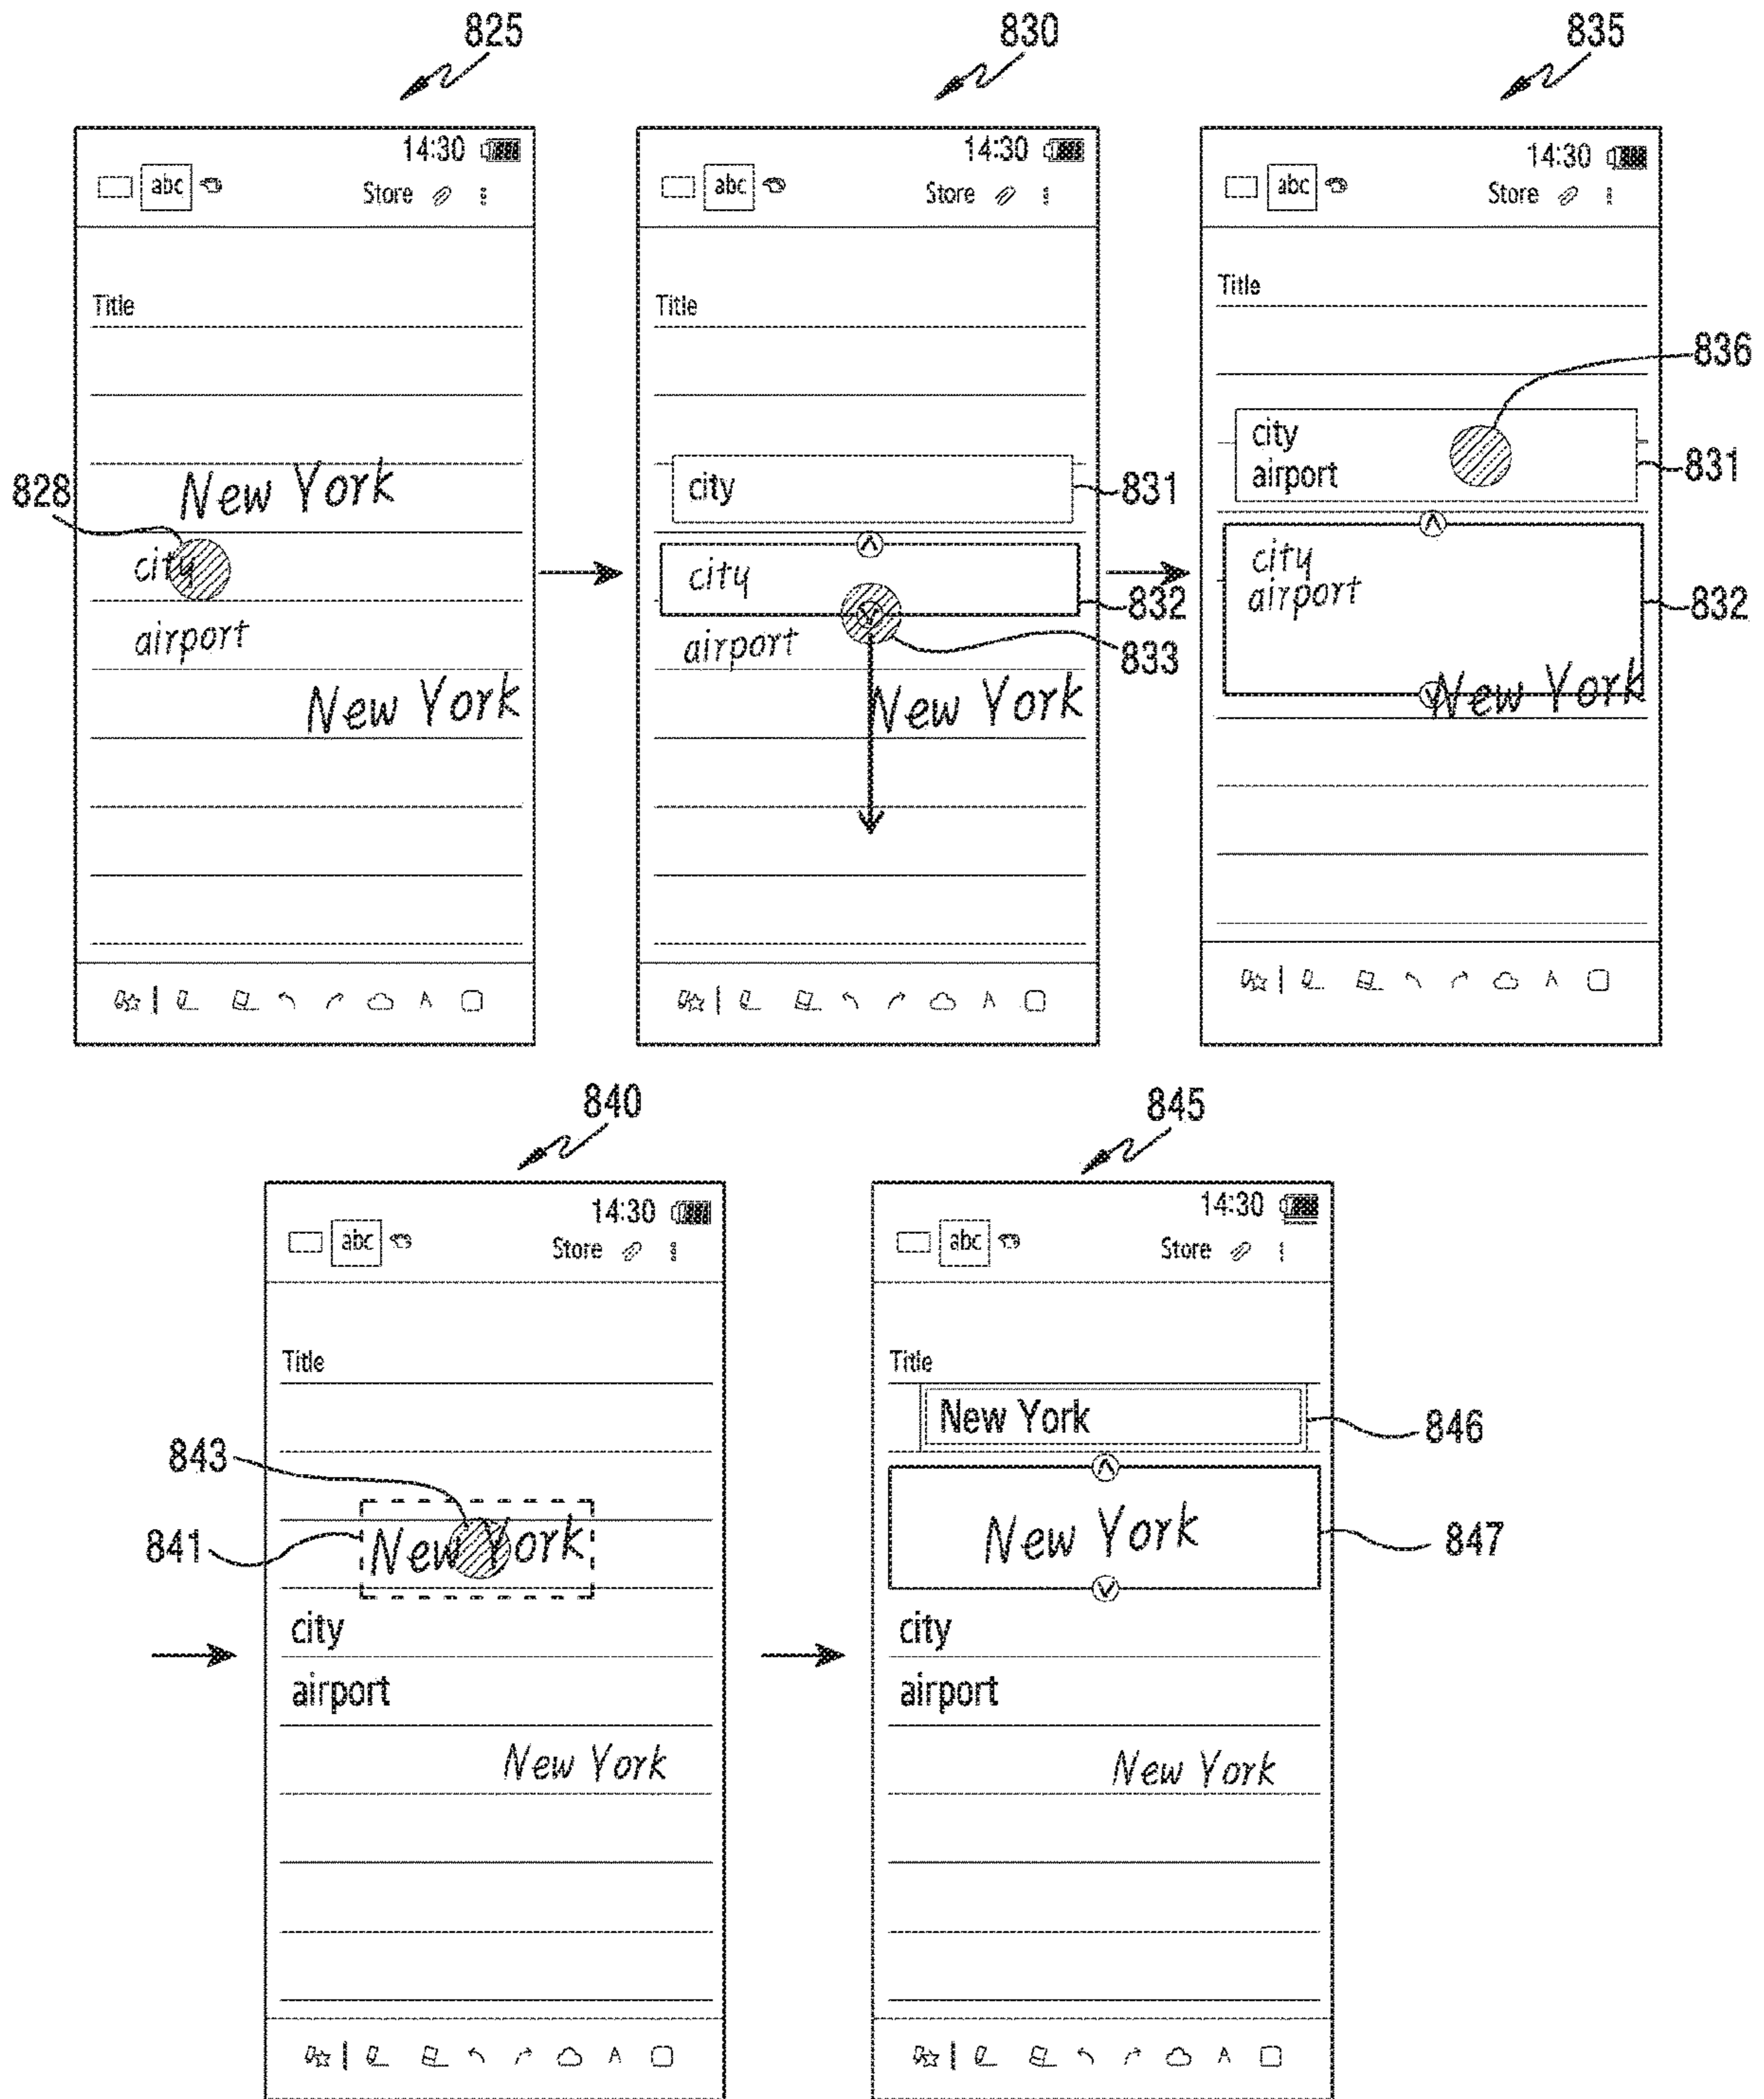 825
14:30
abc
Store
Title
New York
828
city
airport
New York
830
14:30
abc
Store
Title
city
831
city
832
airport
833
New York
835
14:30
abc
Store
Title
836
city
airport
831
city
airport
832
New York
840
14:30
abc
Store
Title
843
841
New York
city
airport
New York
845
14:30
abc
Store
Title
New York
846
New York
847
city
airport
New York